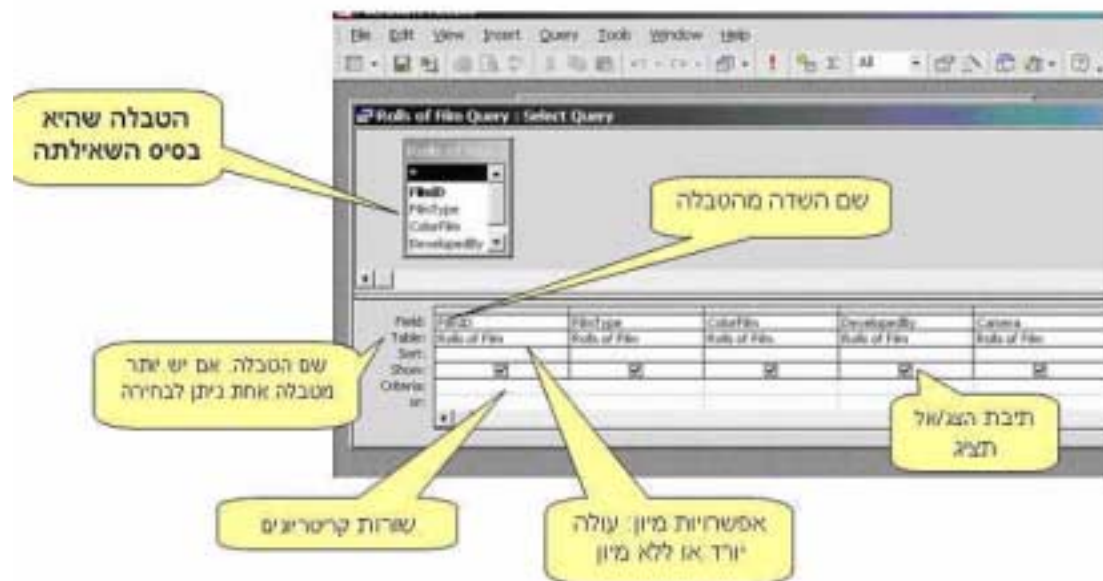 File Edit View Insert Query Tools Window Help
All
Rolls of Film Query : Select Query
הטבלה שהיא
בסיס השאילתה
*
FilmID
FilmType
ColorFilm
DevelopedBy
שם השדה מהטבלה
Field: FilmID FilmType ColorFilm DevelopedBy Camera
Table: Rolls of Film Rolls of Film Rolls of Film Rolls of Film Rolls of Film
Sort:
Show:
Criteria:
or:
שם הטבלה. אם יש יותר
מטבלה אחת ניתן לבחירה
תיבת הצג/אל
תציג
שורות קריטריונים
אפשרויות מיון: עולה
יורד או ללא מיון